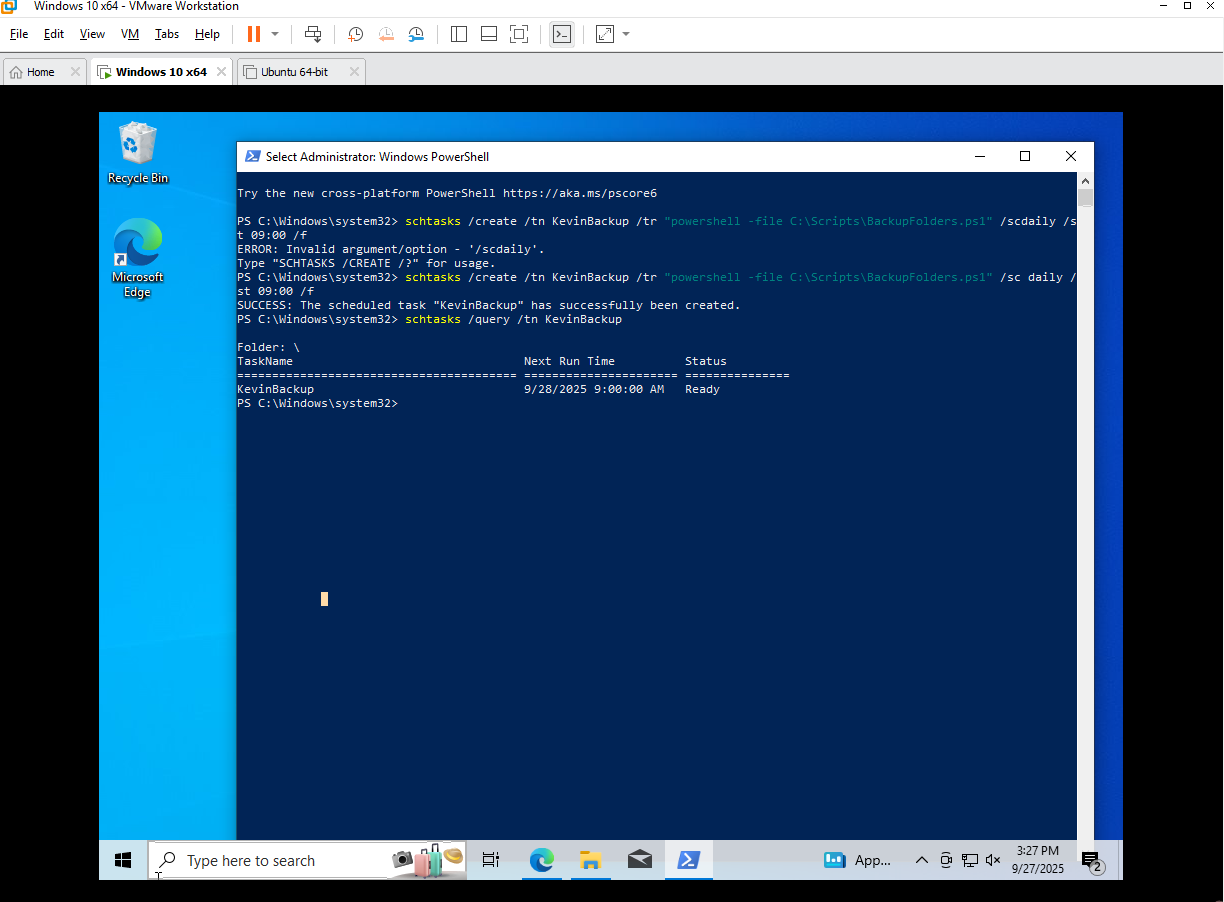 Windows 10 x64 - VMware Workstation
File Edit View VM Tabs Help
Home Windows 10 x64 Ubuntu 64-bit
Recycle Bin
Microsoft
Edge
Select Administrator: Windows PowerShell
Try the new cross-platform PowerShell https://aka.ms/pscore6
PS C:\Windows\system32> schtasks /create /tn KevinBackup /tr "powershell -file C:\Scripts\BackupFolders.ps1" /scdaily /s
t 09:00 /f
ERROR: Invalid argument/option - '/scdaily'.
Type "SCHTASKS /CREATE /?" for usage.
PS C:\Windows\system32> schtasks /create /tn KevinBackup /tr "powershell -file C:\Scripts\BackupFolders.ps1" /sc daily /
st 09:00 /f
SUCCESS: The scheduled task "KevinBackup" has successfully been created.
PS C:\Windows\system32> schtasks /query /tn KevinBackup
Folder: \
TaskName Next Run Time Status
======================================== ====================== ===============
KevinBackup 9/28/2025 9:00:00 AM Ready
PS C:\Windows\system32>
Type here to search
App...
3:27 PM
9/27/2025
2